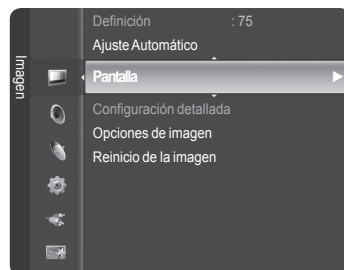 Imagen
Definición : 75
Ajuste Automático
Pantalla
Configuración detallada
Opciones de imagen
Reinicio de la imagen